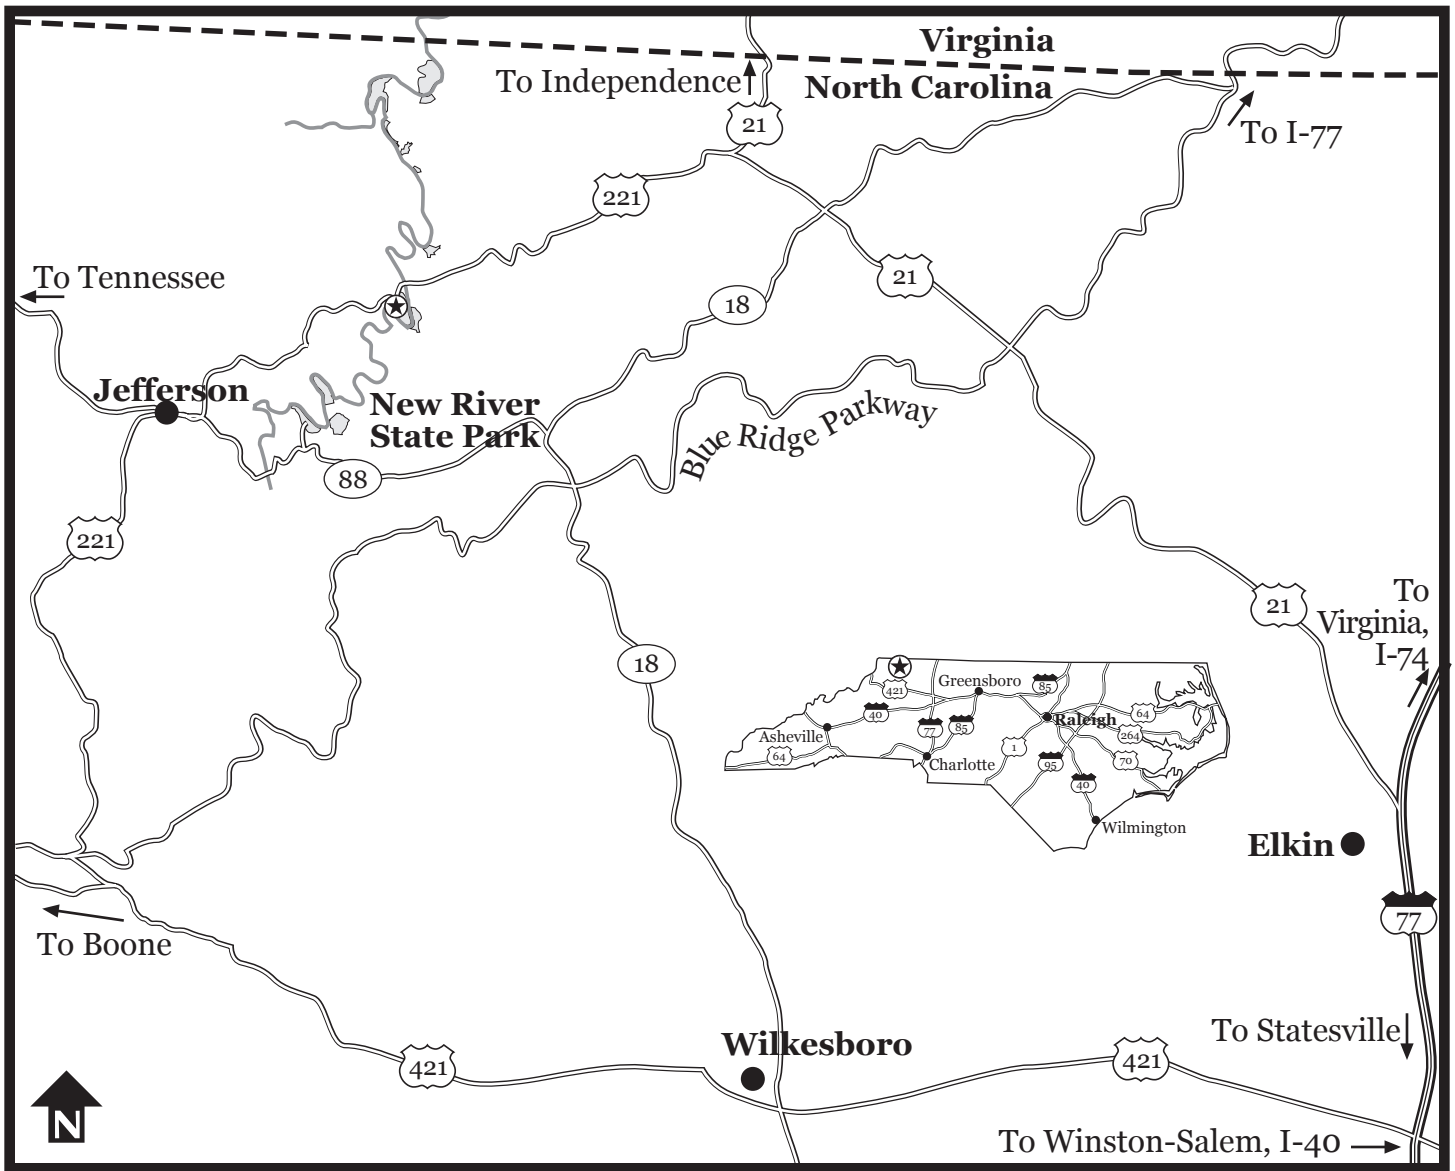 Virginia
To Independence
North Carolina
21
To I-77
221
To Tennessee
21
18
Jefferson
New River
State Park
Blue Ridge Parkway
88
221
To
Virginia,
I-74
21
18
Greensboro
85
421
40
Raleigh
64
77
85
Asheville
264
1
64
Charlotte
95
70
40
Wilmington
Elkin
77
To Boone
To Statesville
Wilkesboro
421
421
N
To Winston-Salem, I-40